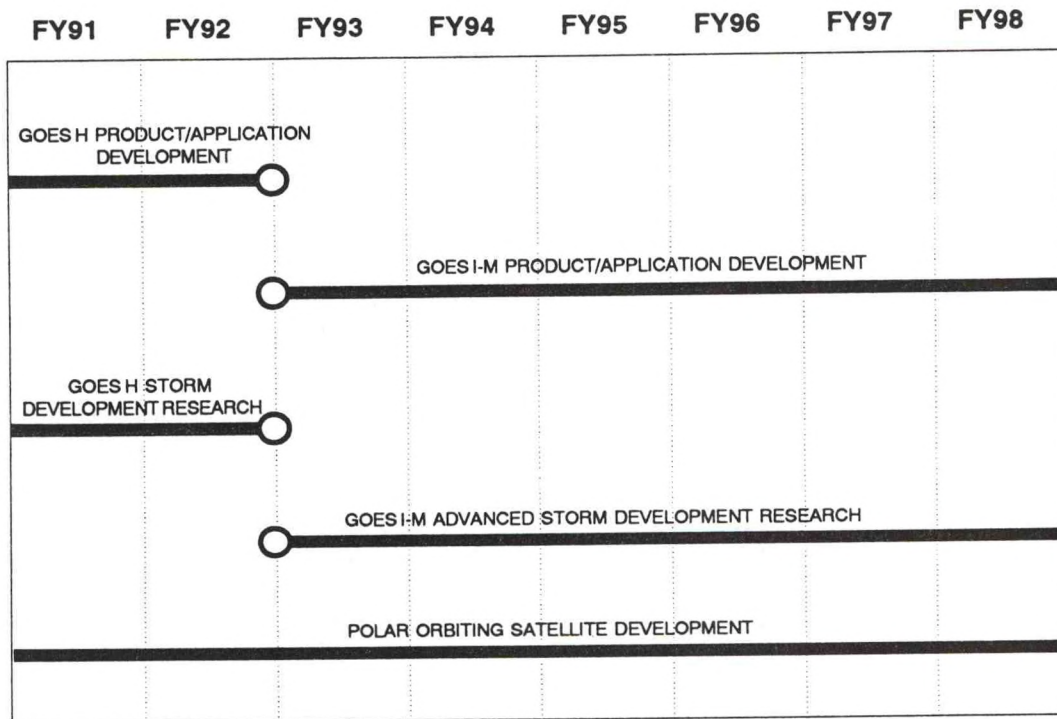 FY91 FY92 FY93 FY94 FY95 FY96 FY97 FY98
GOES H PRODUCT/APPLICATION
DEVELOPMENT
GOES I-M PRODUCT/APPLICATION DEVELOPMENT
GOES H STORM
DEVELOPMENT RESEARCH
GOES I-M ADVANCED STORM DEVELOPMENT RESEARCH
POLAR ORBITING SATELLITE DEVELOPMENT